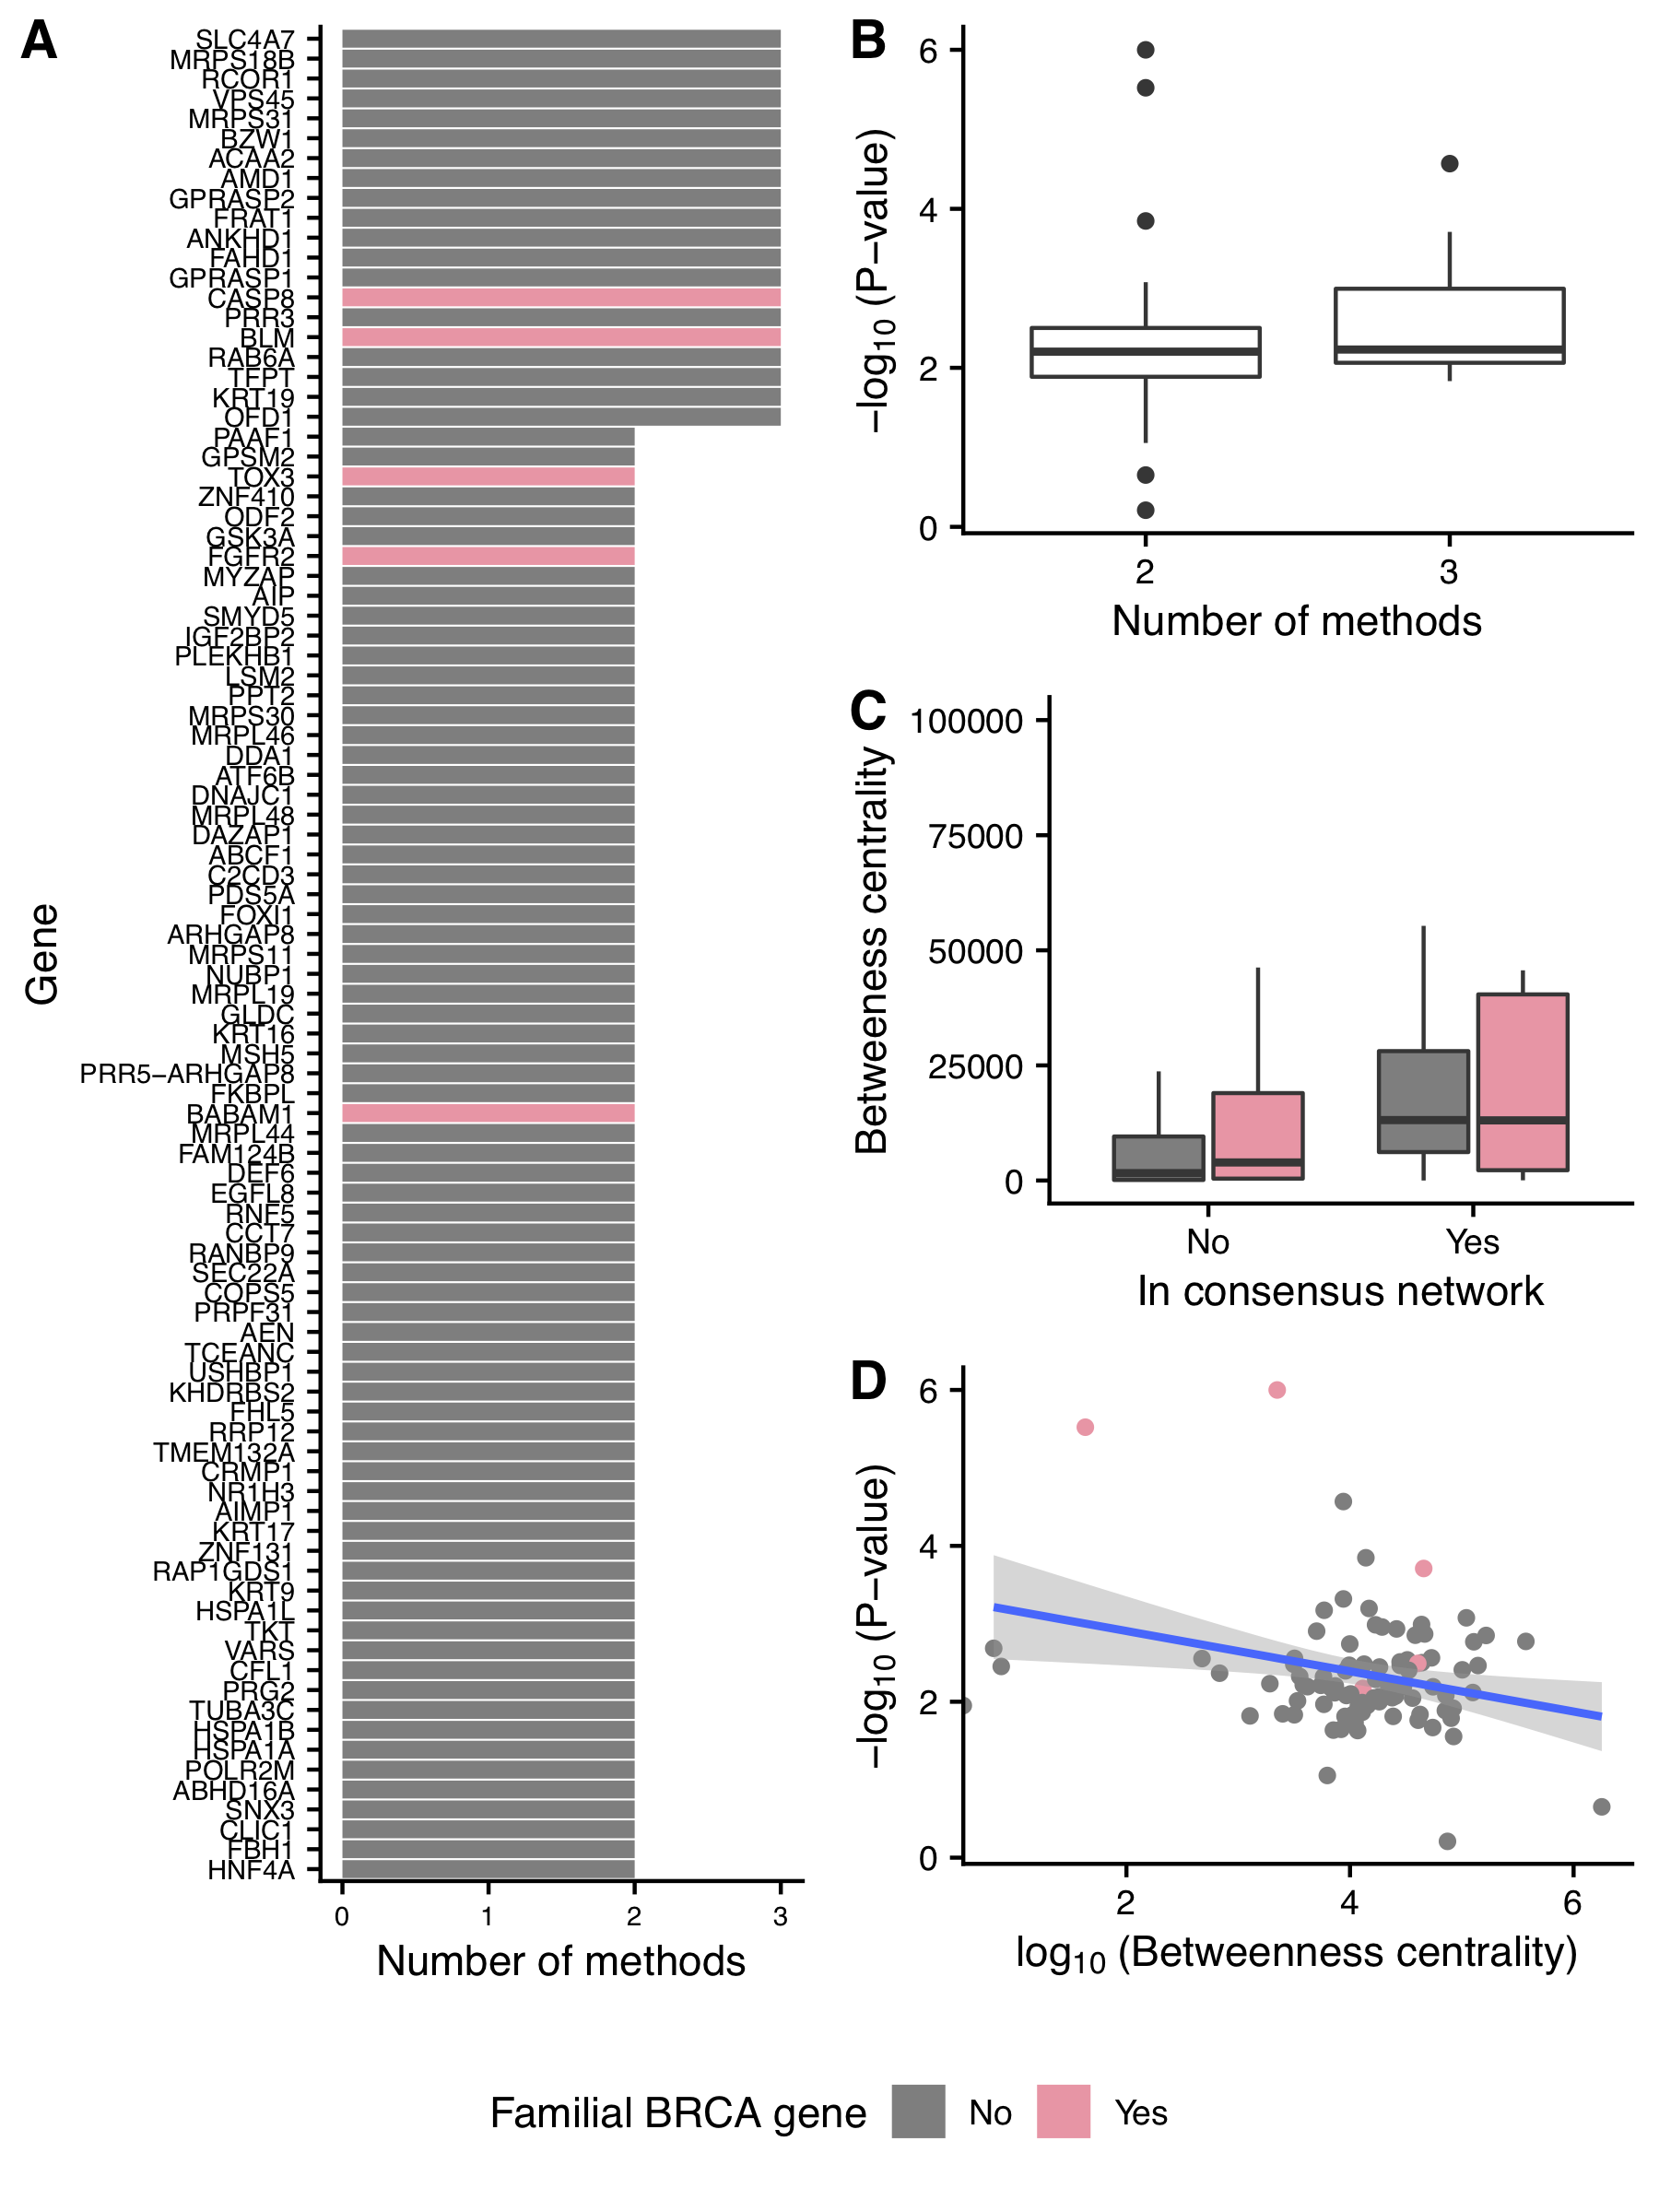 A
SLC4A7
MRPS18B
RCOR1
VPS45
MRPS31
BZW1
ACAA2
AMD1
GPRASP2
FRAT1
ANKHD1
FAHD1
GPRASP1
CASP8
PRR3
BLM
RAB6A
TFPT
KRT19
OFD1
PAAF1
GPSM2
TOX3
ZNF410
ODF2
GSK3A
FGFR2
MYZAP
AIP
SMYD5
IGF2BP2
PLEKHB1
LSM2
PPT2
MRPS30
MRPL46
DDA1
ATF6B
DNAJC1
MRPL48
DAZAP1
ABCF1
C2CD3
PDS5A
FOXI1
ARHGAP8
MRPS11
NUBP1
MRPL19
GLDC
KRT16
MSH5
PRR5−ARHGAP8
FKBPL
BABAM1
MRPL44
FAM124B
DEF6
EGFL8
RNF5
CCT7
RANBP9
SEC22A
COPS5
PRPF31
AEN
TCEANC
USHBP1
KHDRBS2
FHL5
RRP12
TMEM132A
CRMP1
NR1H3
AIMP1
KRT17
ZNF131
RAP1GDS1
KRT9
HSPA1L
TKT
VARS
CFL1
PRG2
TUBA3C
HSPA1B
HSPA1A
POLR2M
ABHD16A
SNX3
CLIC1
FBH1
HNF4A
Gene
0 1 2 3
Number of methods
B
6
4
2
0
−log10 (P−value)
2 3
Number of methods
C
100000
75000
50000
25000
0
Betweeness centrality
No Yes
In consensus network
D
6
4
2
0
−log10 (P−value)
2 4 6
log10 (Betweenness centrality)
Familial BRCA gene No Yes